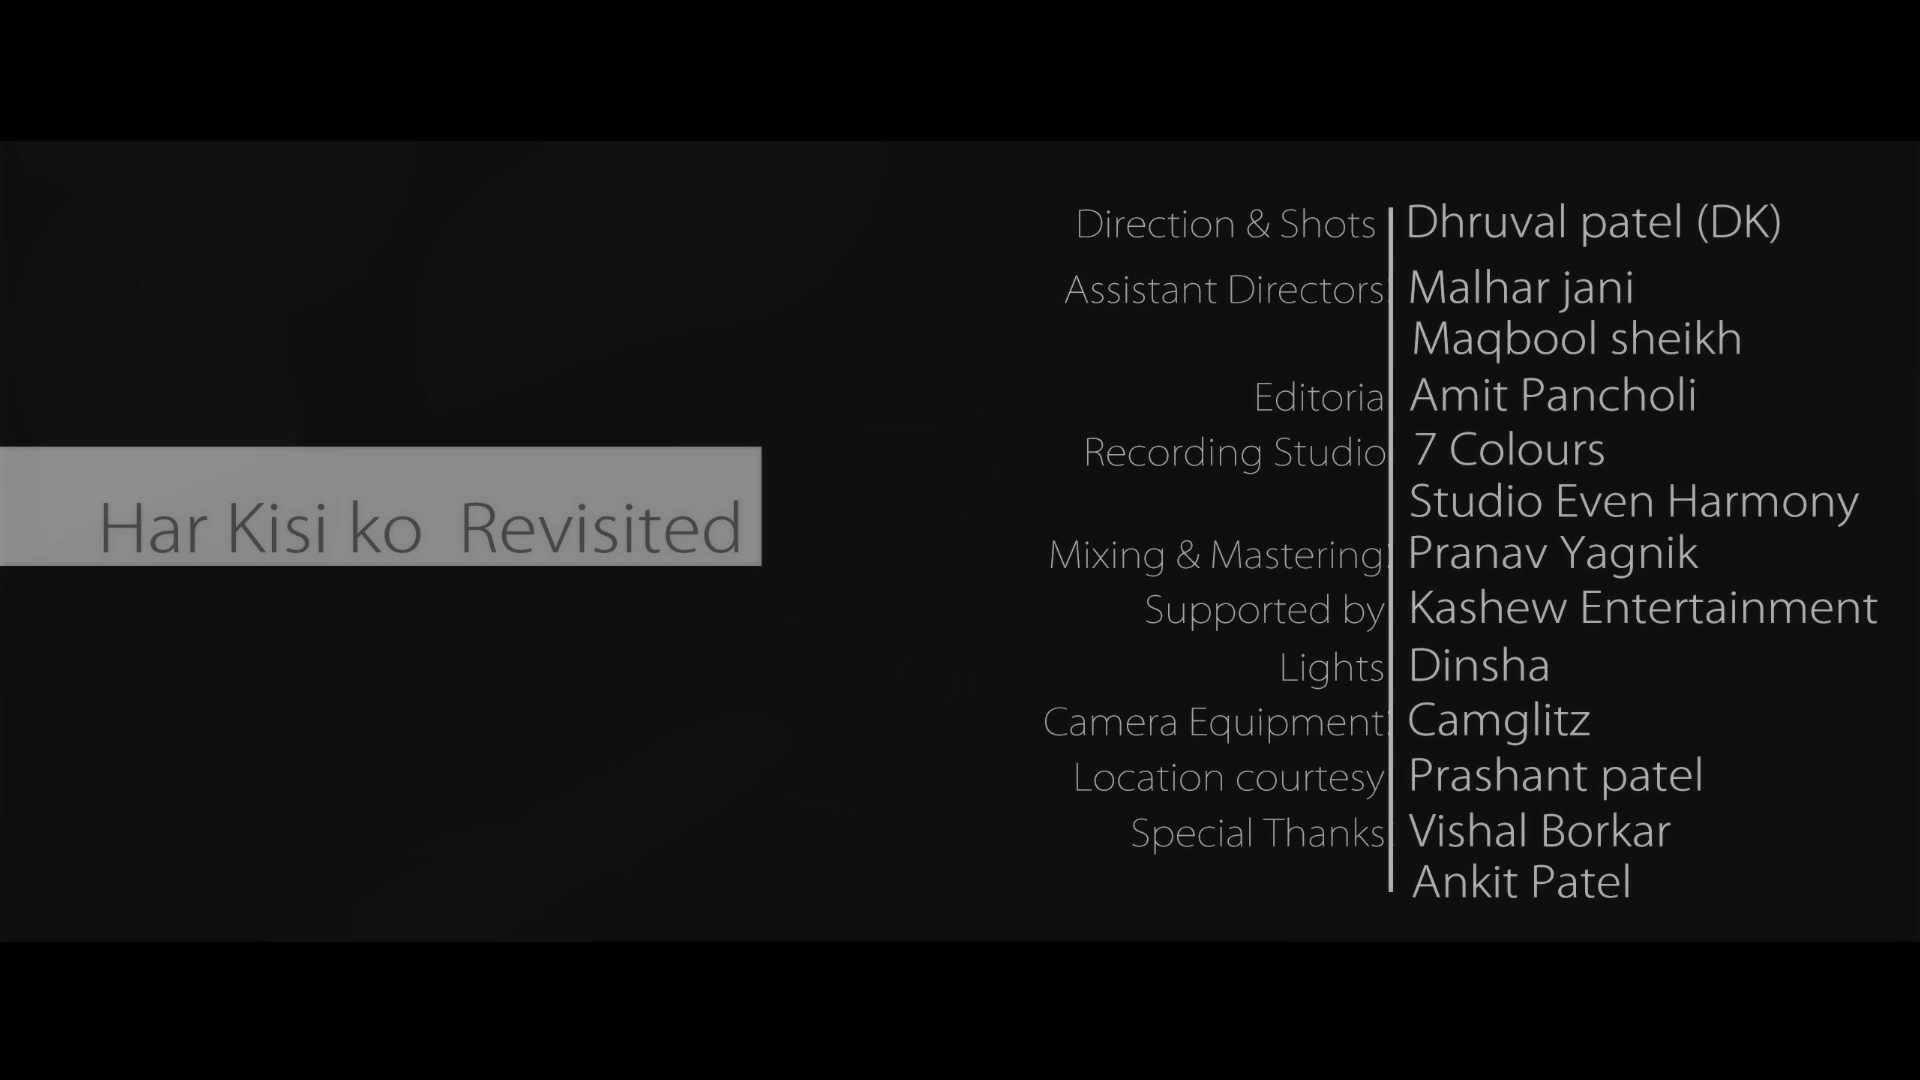 Har Kisi ko Revisited
Direction & Shots Dhruval patel (DK)
Assistant Directors: Malhar jani
Maqbool sheikh
Editoria Amit Pancholi
Recording Studio 7 Colours
Studio Even Harmony
Mixing & Mastering: Pranav Yagnik
Supported by Kashew Entertainment
Lights Dinsha
Camera Equipment: Camglitz
Location courtesy Prashant patel
Special Thanks Vishal Borkar
Ankit Patel